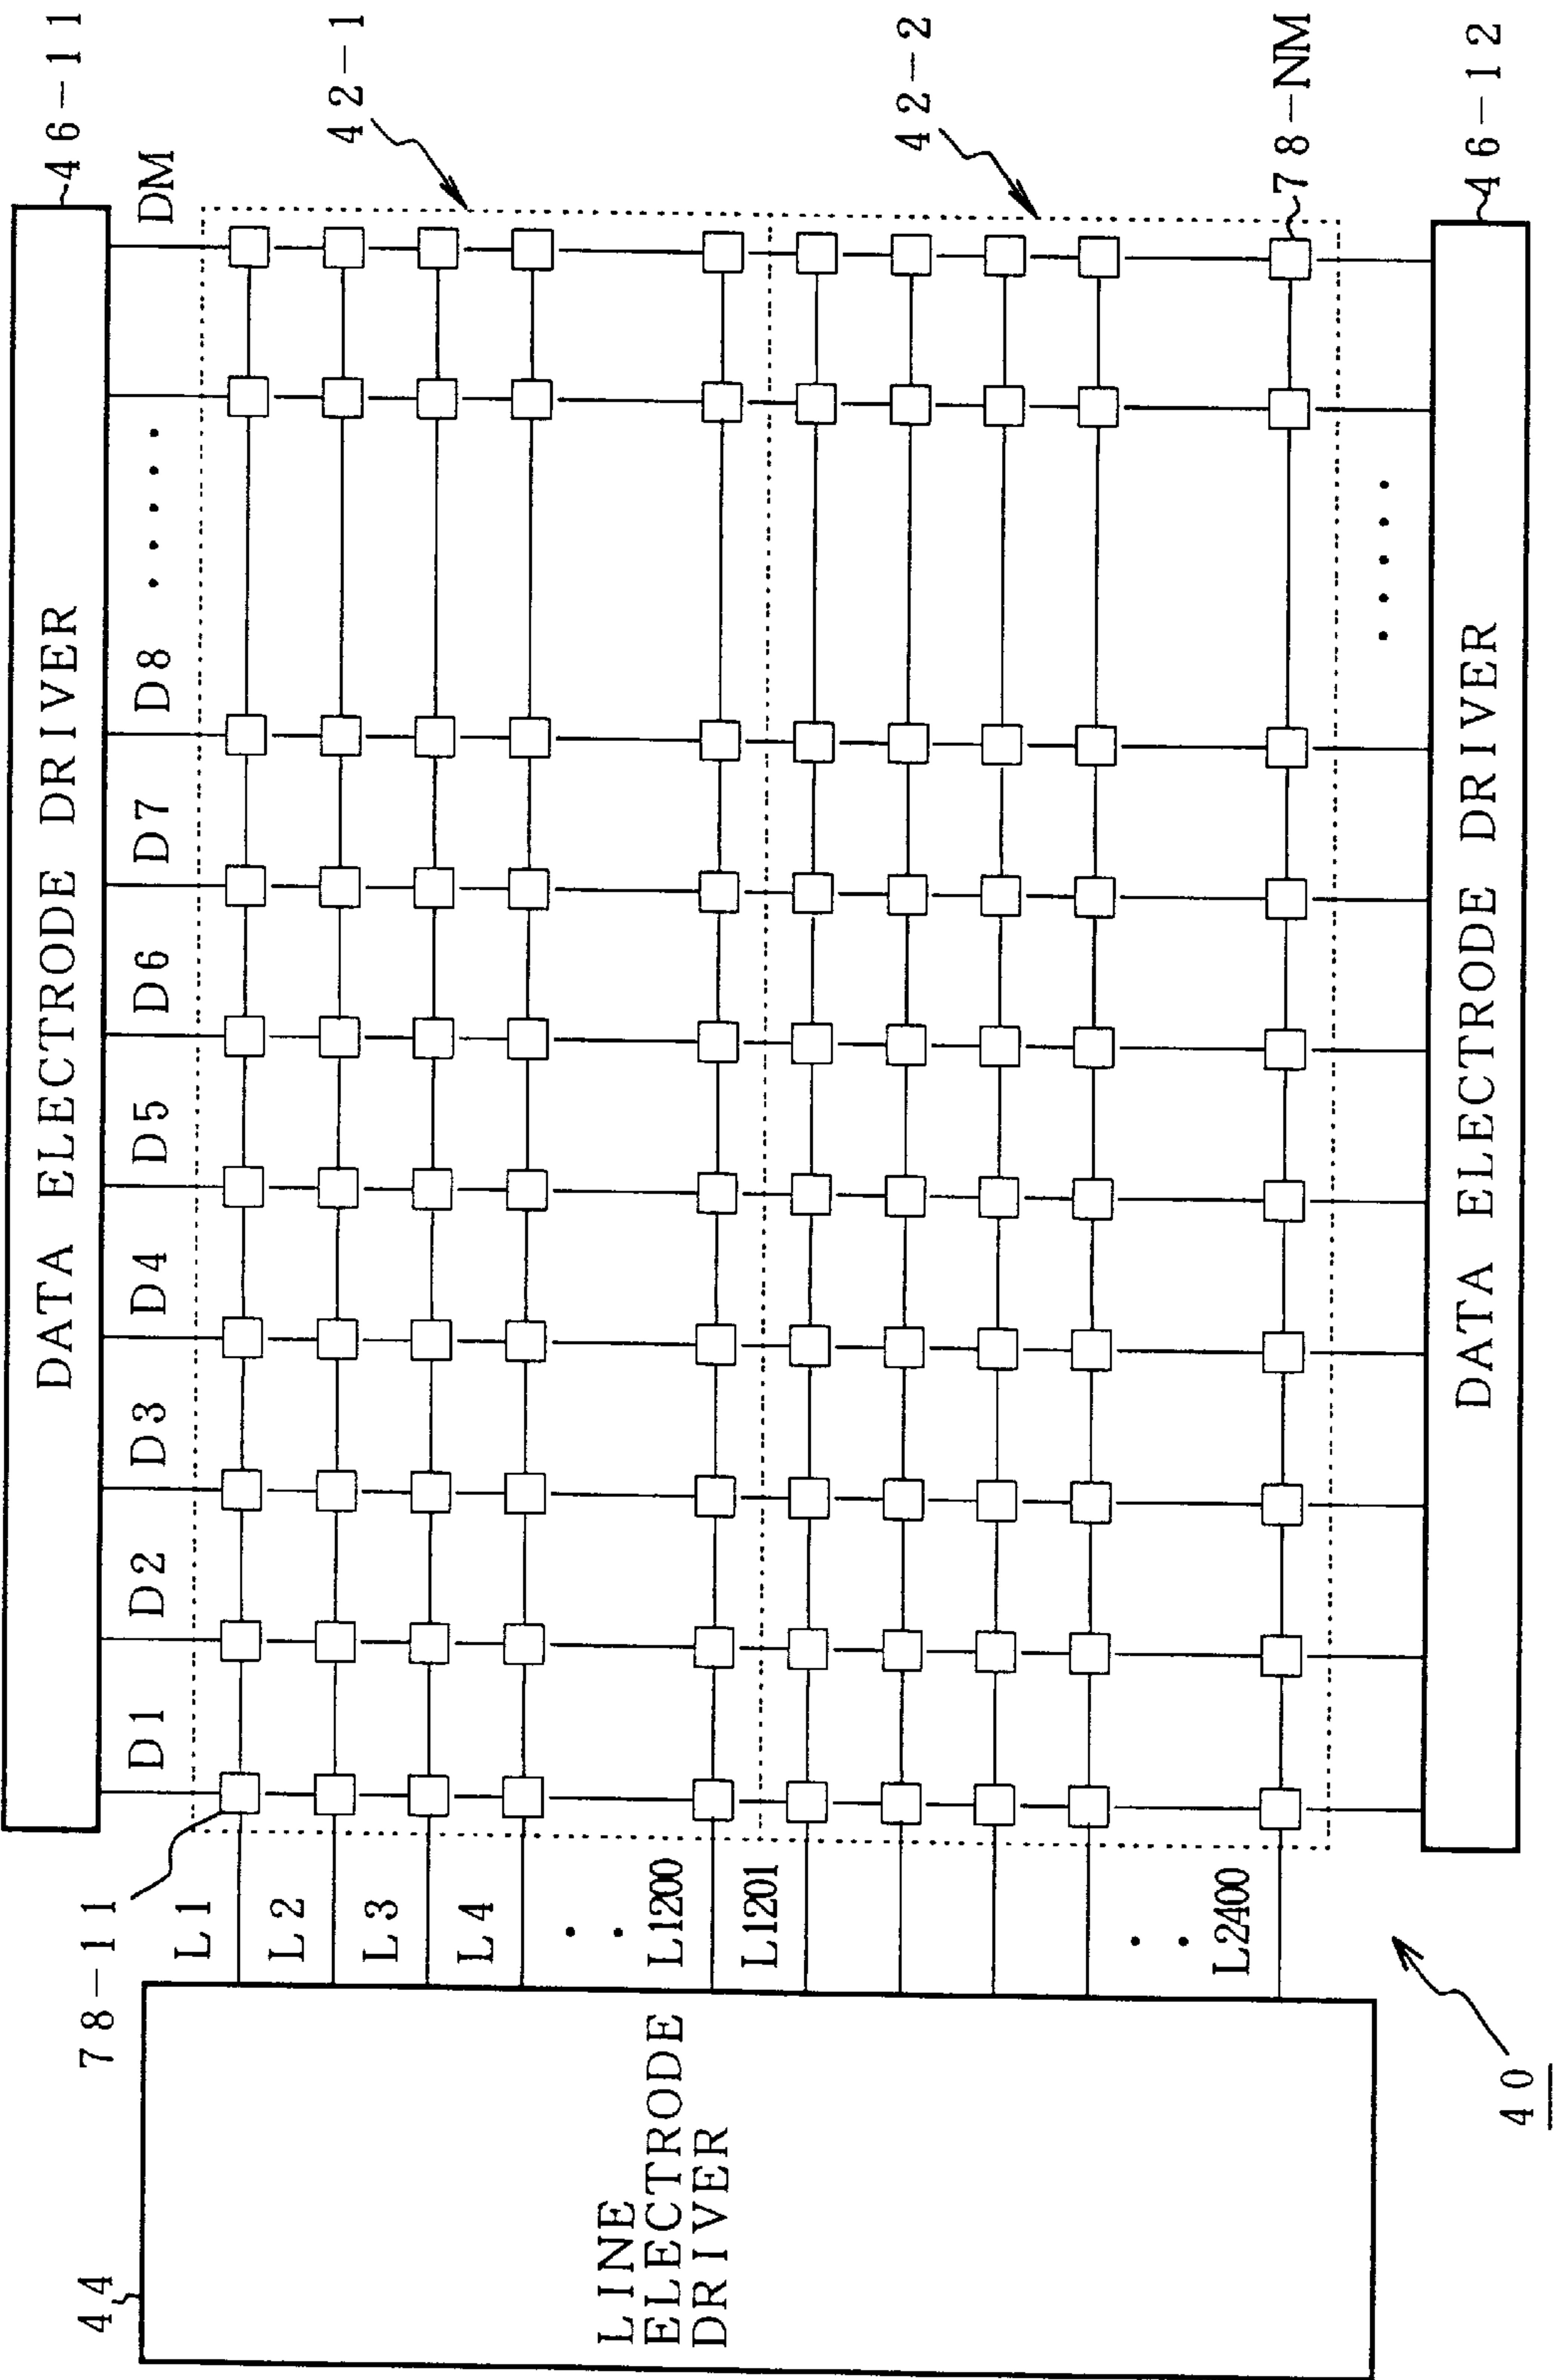 46-11
DATA ELECTRODE DRIVER
D1 D2 D3 D4 D5 D6 D7 D8 ····· DM
42-1
78-11
L1
L2
L3
L4
··
L1200
L1201
··
L2400
44
LINE
ELECTRODE
DRIVER
42-2
78-NM
·····
DATA ELECTRODE DRIVER
46-12
40